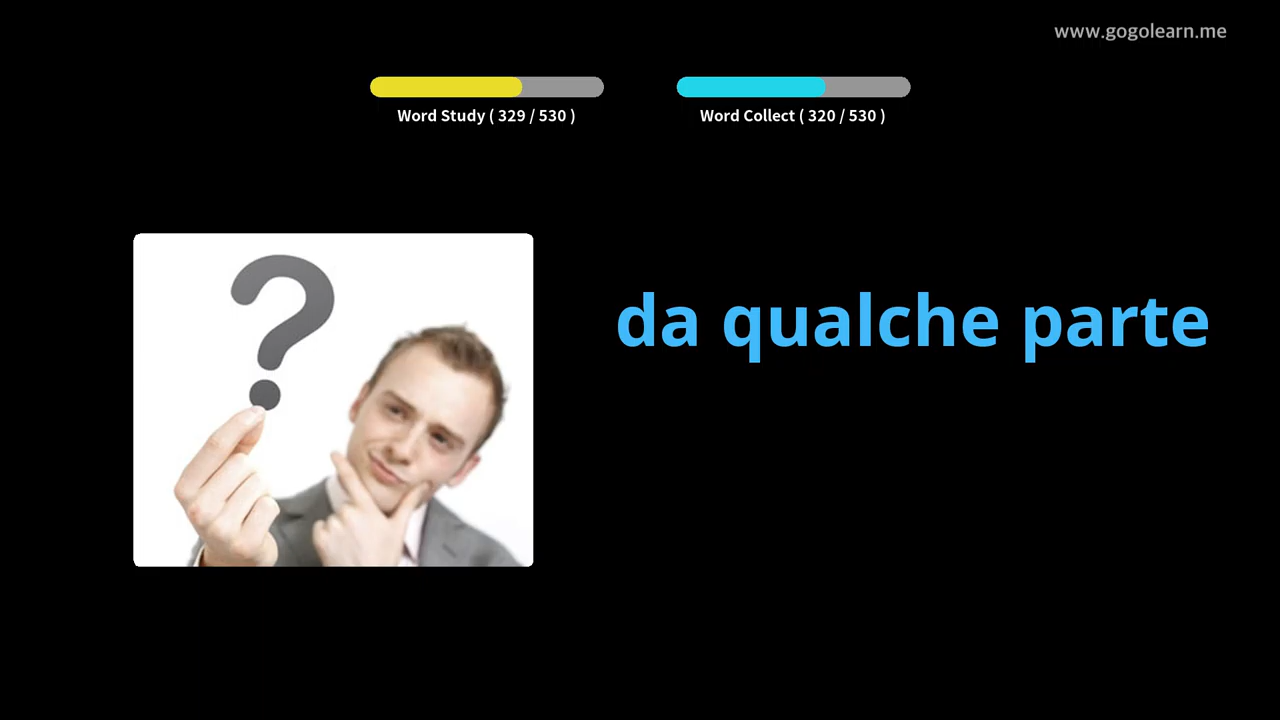 www.gogolearn.me
Word Study ( 329 / 530 )
Word Collect ( 320 / 530 )
?
da qualche parte